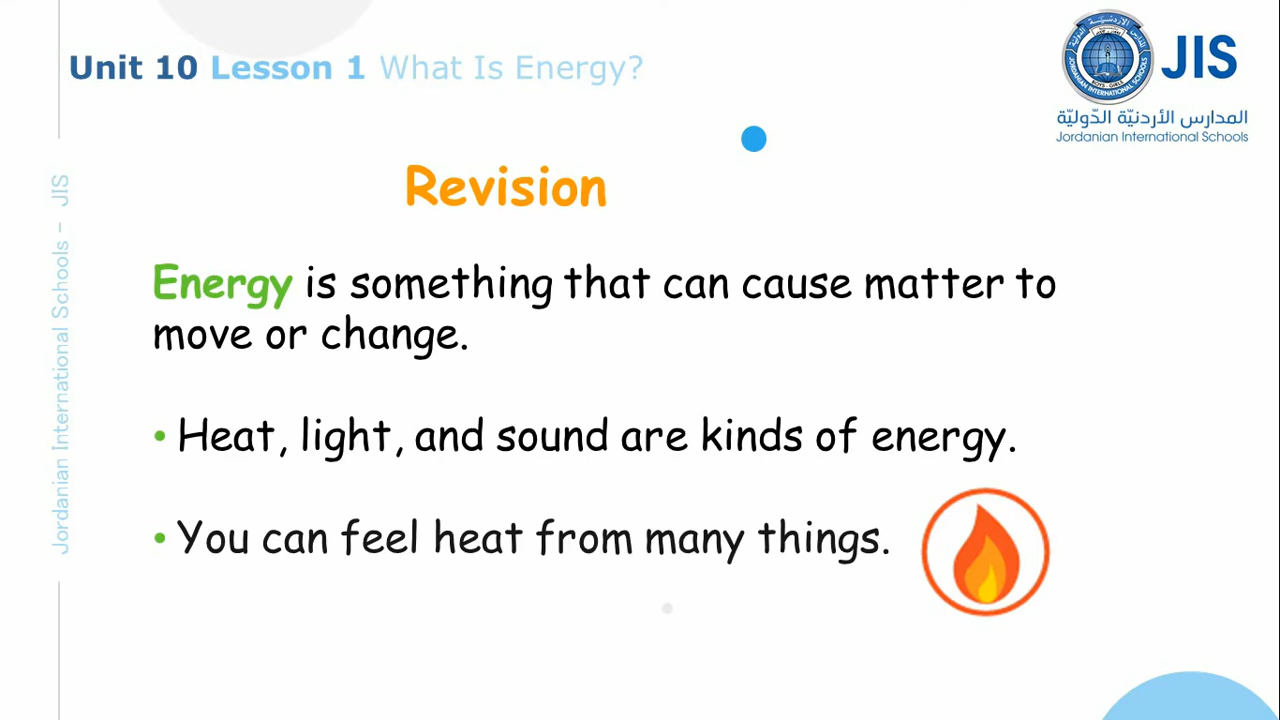 Unit 10 Lesson 1 What Is Energy?
JIS
المدارس الأردنيّة الدّوليّة
Jordanian International Schools
Jordanian International Schools - JIS
Revision
Energy is something that can cause matter to
move or change.
• Heat, light, and sound are kinds of energy.
• You can feel heat from many things.